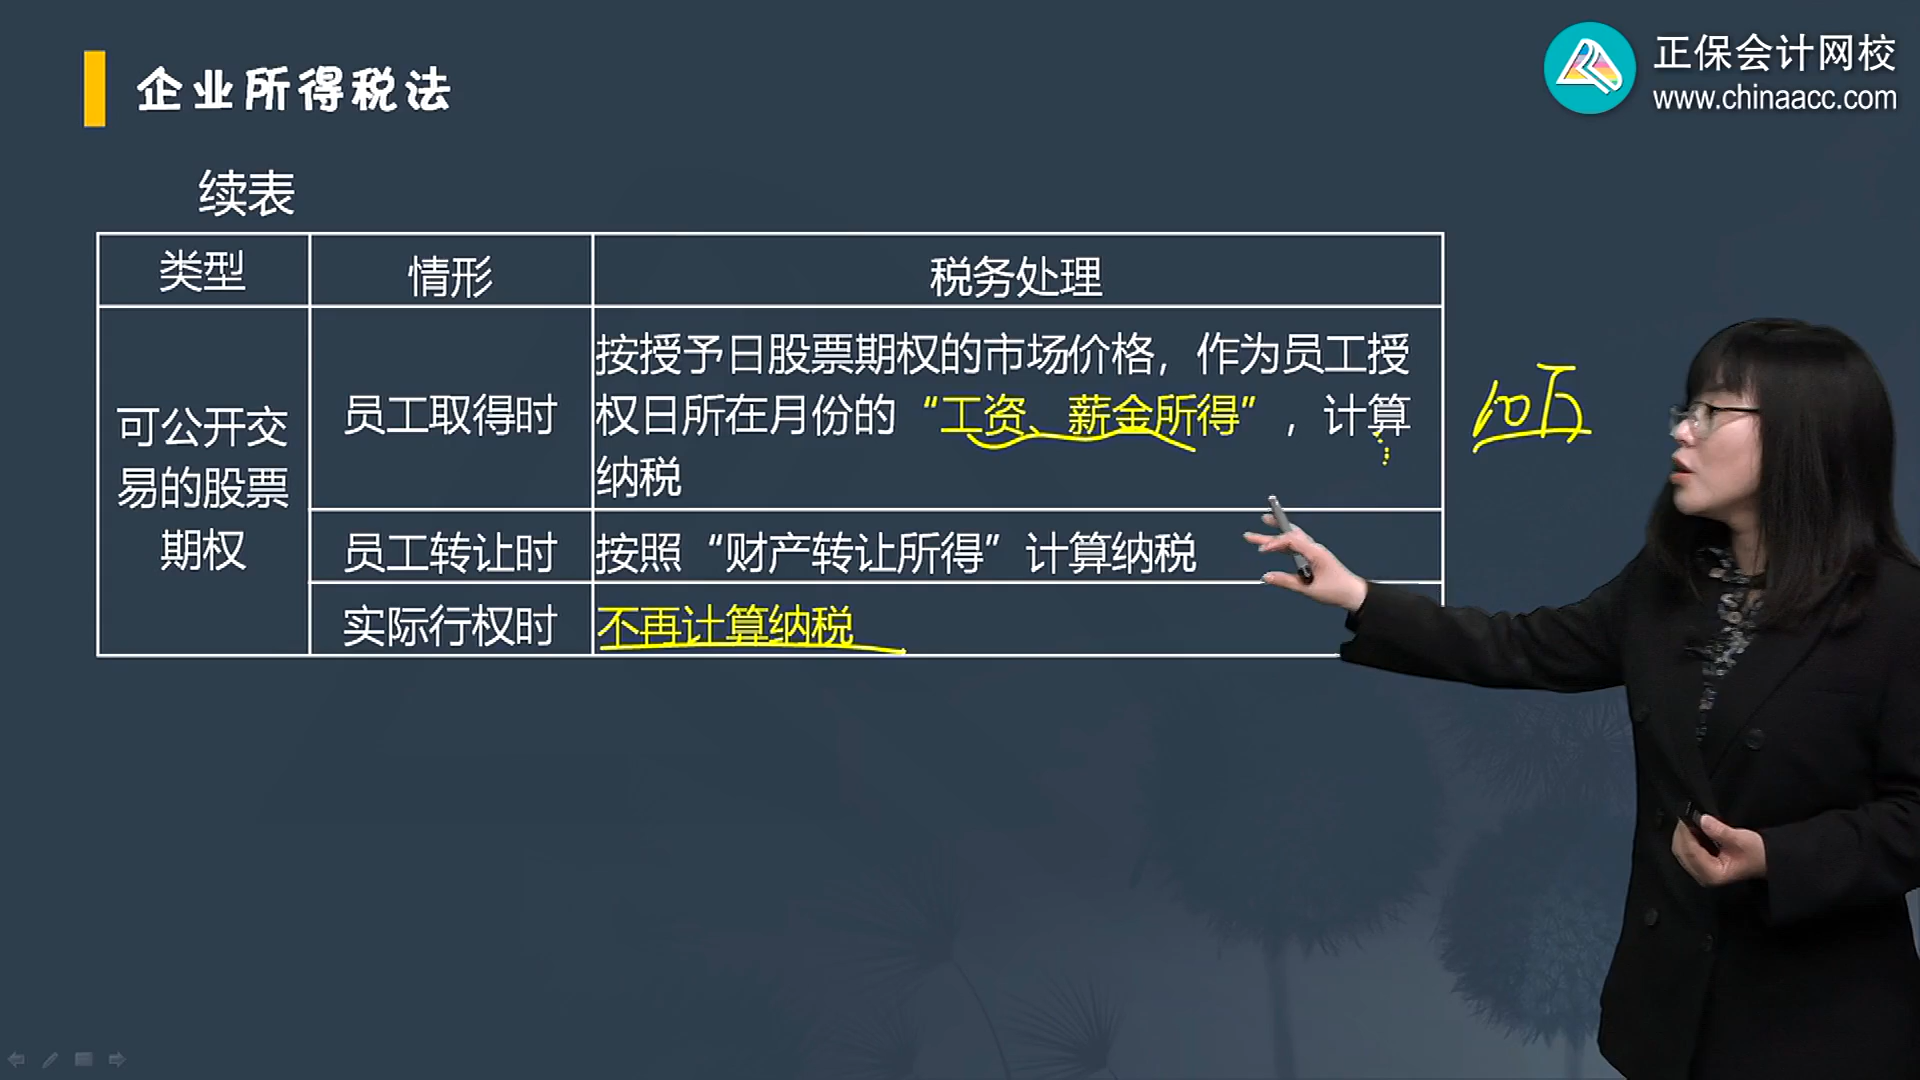 正保会计网校
www.chinaacc.com
企业所得税法
续表
类型
情形
税务处理
可公开交
易的股票
期权
员工取得时
按授予日股票期权的市场价格，作为员工授
权日所在月份的“工资、薪金所得”，计算
纳税
10万
员工转让时
按照“财产转让所得”计算纳税
实际行权时
不再计算纳税